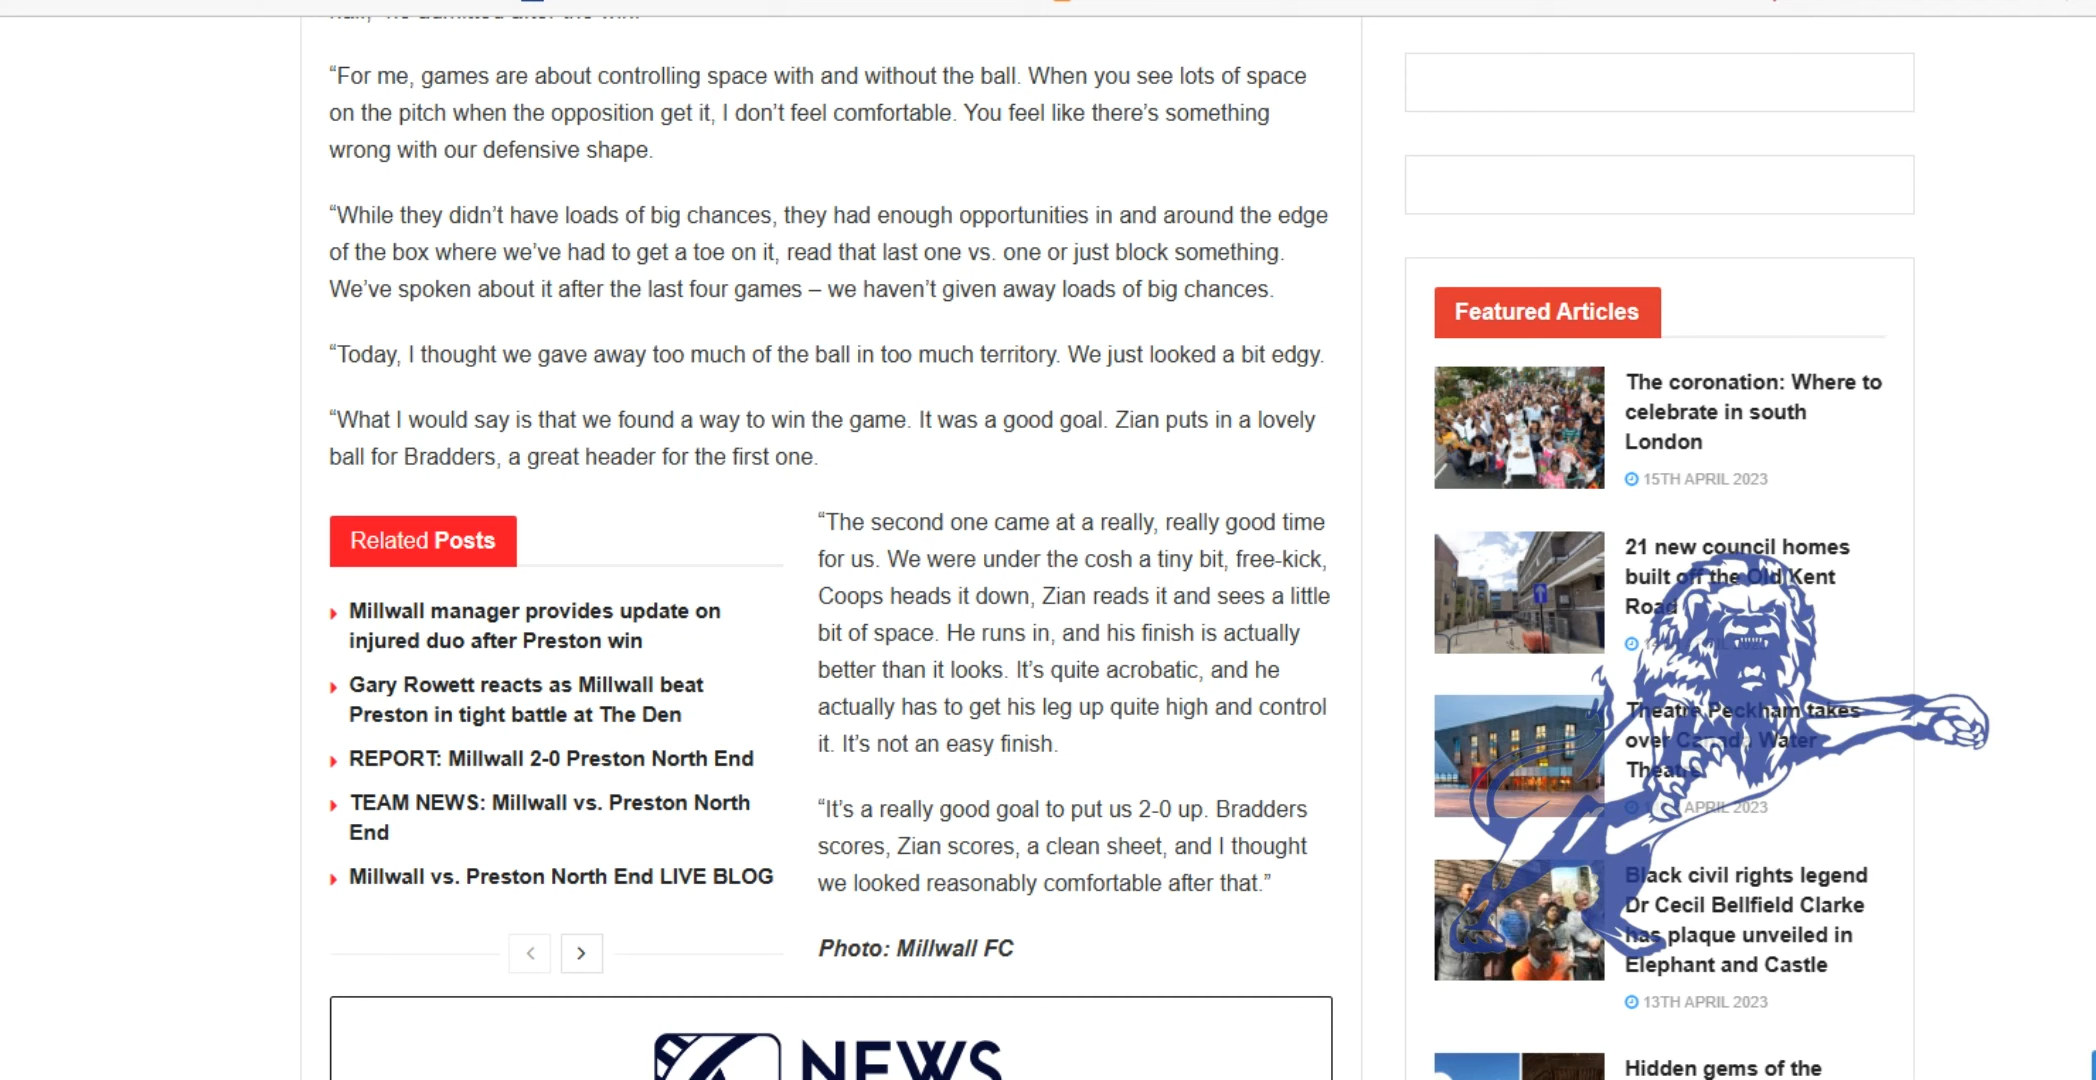 “For me, games are about controlling space with and without the ball. When you see lots of space
on the pitch when the opposition get it, I don’t feel comfortable. You feel like there’s something
wrong with our defensive shape.
“While they didn’t have loads of big chances, they had enough opportunities in and around the edge
of the box where we’ve had to get a toe on it, read that last one vs. one or just block something.
We’ve spoken about it after the last four games – we haven’t given away loads of big chances.
“Today, I thought we gave away too much of the ball in too much territory. We just looked a bit edgy.
“What I would say is that we found a way to win the game. It was a good goal. Zian puts in a lovely
ball for Bradders, a great header for the first one.
Related Posts
Millwall manager provides update on
injured duo after Preston win
Gary Rowett reacts as Millwall beat
Preston in tight battle at The Den
REPORT: Millwall 2-0 Preston North End
TEAM NEWS: Millwall vs. Preston North
End
Millwall vs. Preston North End LIVE BLOG
“The second one came at a really, really good time
for us. We were under the cosh a tiny bit, free-kick,
Coops heads it down, Zian reads it and sees a little
bit of space. He runs in, and his finish is actually
better than it looks. It’s quite acrobatic, and he
actually has to get his leg up quite high and control
it. It’s not an easy finish.
“It’s a really good goal to put us 2-0 up. Bradders
scores, Zian scores, a clean sheet, and I thought
we looked reasonably comfortable after that.”
Photo: Millwall FC
NEWS
Featured Articles
The coronation: Where to
celebrate in south
London
15TH APRIL 2023
21 new council homes
built off the Old Kent
Road
Theatre Peckham takes
over Canada Water
Theatre
APRIL 2023
Black civil rights legend
Dr Cecil Bellfield Clarke
has plaque unveiled in
Elephant and Castle
13TH APRIL 2023
Hidden gems of the